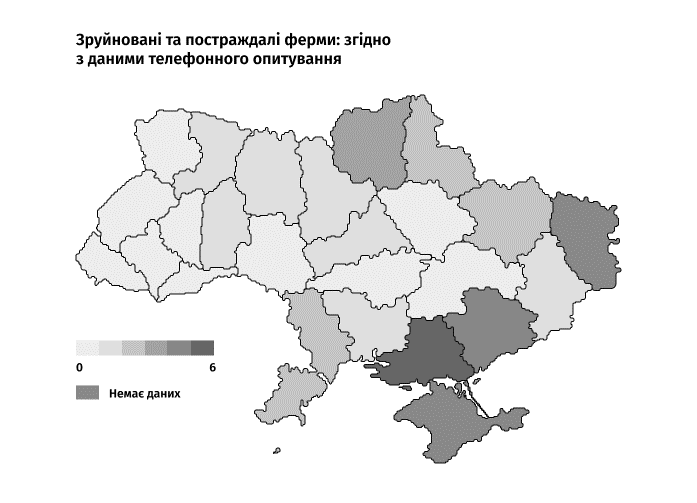 Зруйновані та постраждалі ферми: згідно
з даними телефонного опитування
0 6
Немає даних